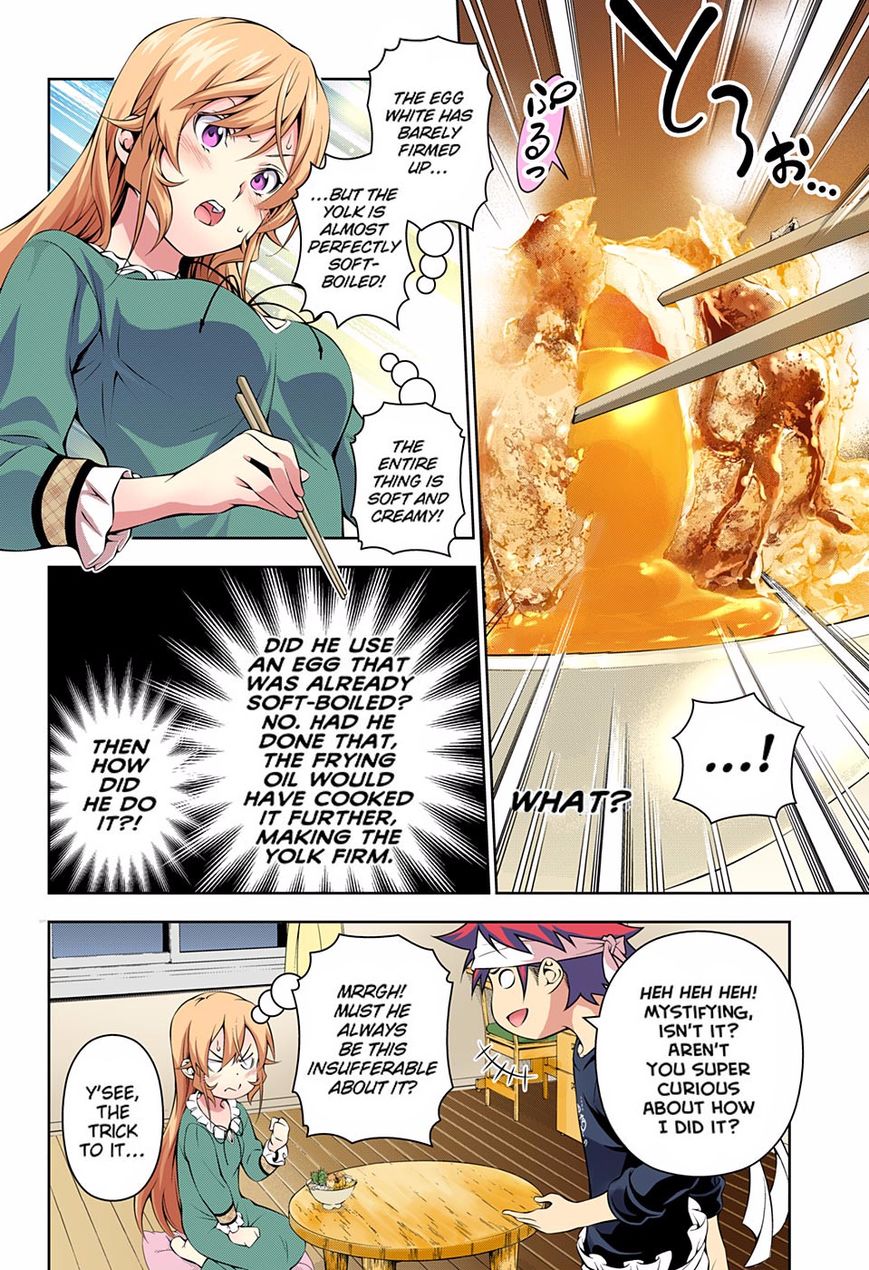 とろぉ...
ぷるっ
...!
WHAT?
THE EGG
WHITE HAS
BARELY
FIRMED
UP...
...BUT THE
YOLK IS
ALMOST
PERFECTLY
SOFT-
BOILED!
THE
ENTIRE
THING IS
SOFT AND
CREAMY!
DID HE USE
AN EGG THAT
WAS ALREADY
SOFT-BOILED?
NO. HAD HE
DONE THAT,
THE FRYING
OIL WOULD
HAVE COOKED
IT FURTHER,
MAKING THE
YOLK FIRM.
THEN
HOW
DID
HE DO
IT?!
HEH HEH HEH!
MYSTIFYING,
ISN'T IT?
AREN'T
YOU SUPER
CURIOUS
ABOUT HOW
I DID IT?
MRRGH!
MUST HE
ALWAYS
BE THIS
INSUFFERABLE
ABOUT IT?
Y'SEE,
THE
TRICK
TO IT...